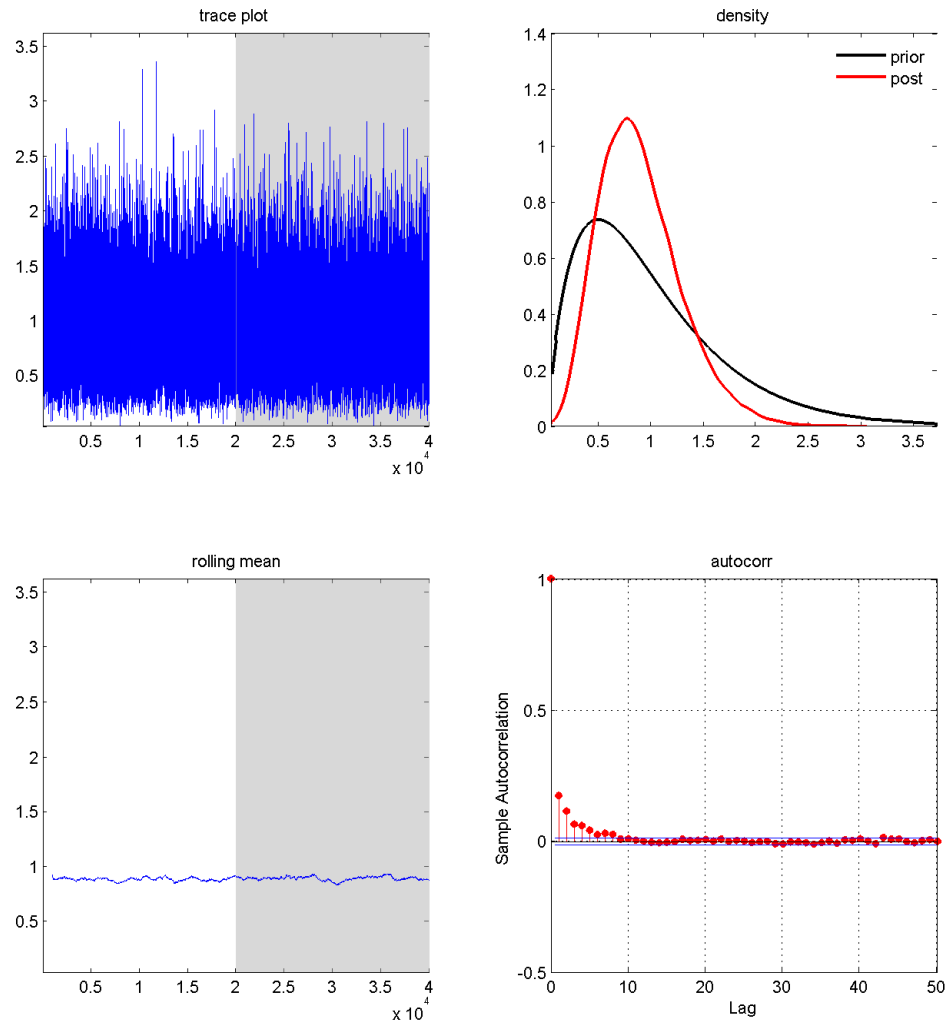 trace plot
3.5
3
2.5
2
1.5
1
0.5
0.5 1 1.5 2 2.5 3 3.5 4
x 10^4
density
1.4
1.2
1
0.8
0.6
0.4
0.2
0
prior
post
0.5 1 1.5 2 2.5 3 3.5
rolling mean
3.5
3
2.5
2
1.5
1
0.5
0.5 1 1.5 2 2.5 3 3.5 4
x 10^4
autocorr
Sample Autocorrelation
1
0.5
0
-0.5
0 10 20 30 40 50
Lag